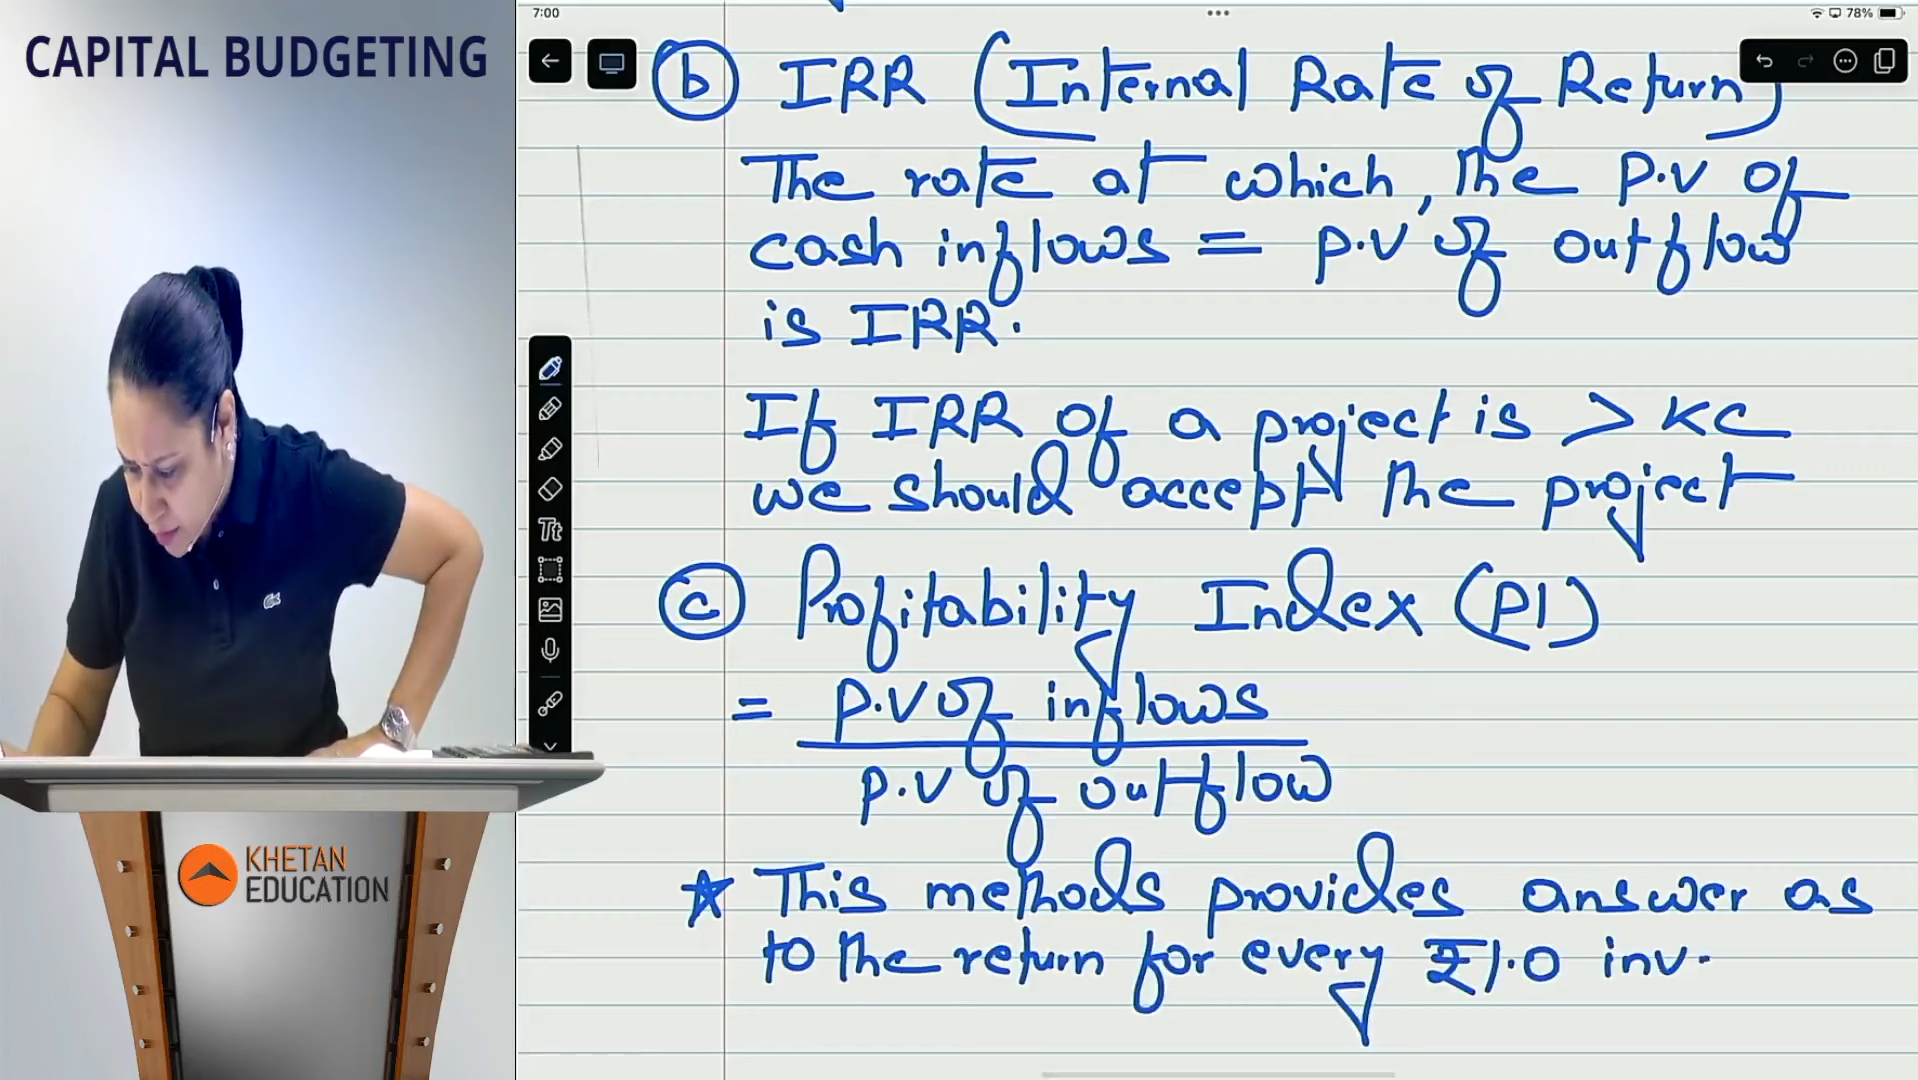 CAPITAL BUDGETING
7:00
78%
b IRR (Internal Rate of Return)
The rate at which, the P.V of
cash inflows = P.V of outflow
is IRR.
If IRR of a project is > KC
we should accept the project
c Profitability Index (PI)
= P.V of inflows
P.V of outflow
★ This methods provides answer as
to the return for every ₹1.0 inv.
Tt
KHETAN
EDUCATION